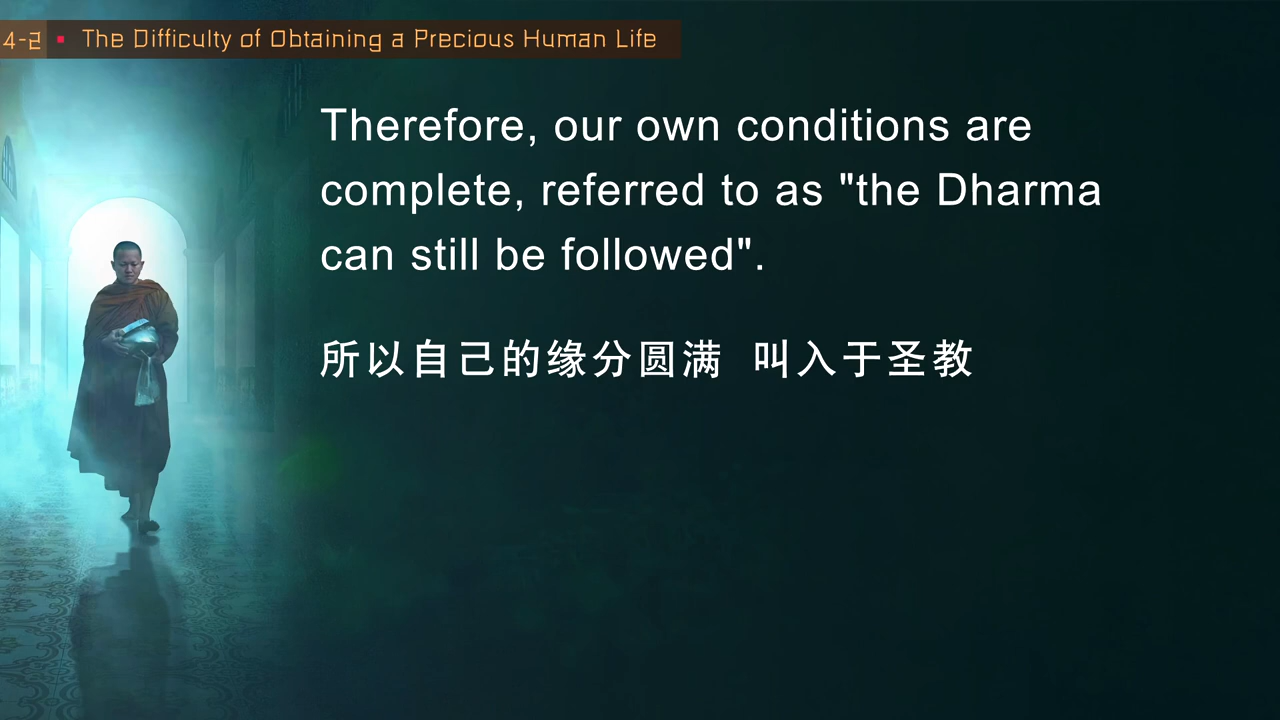 4-2 ▪ The Difficulty of Obtaining a Precious Human Life
Therefore, our own conditions are
complete, referred to as "the Dharma
can still be followed".
所以自己的缘分圆满 叫入于圣教